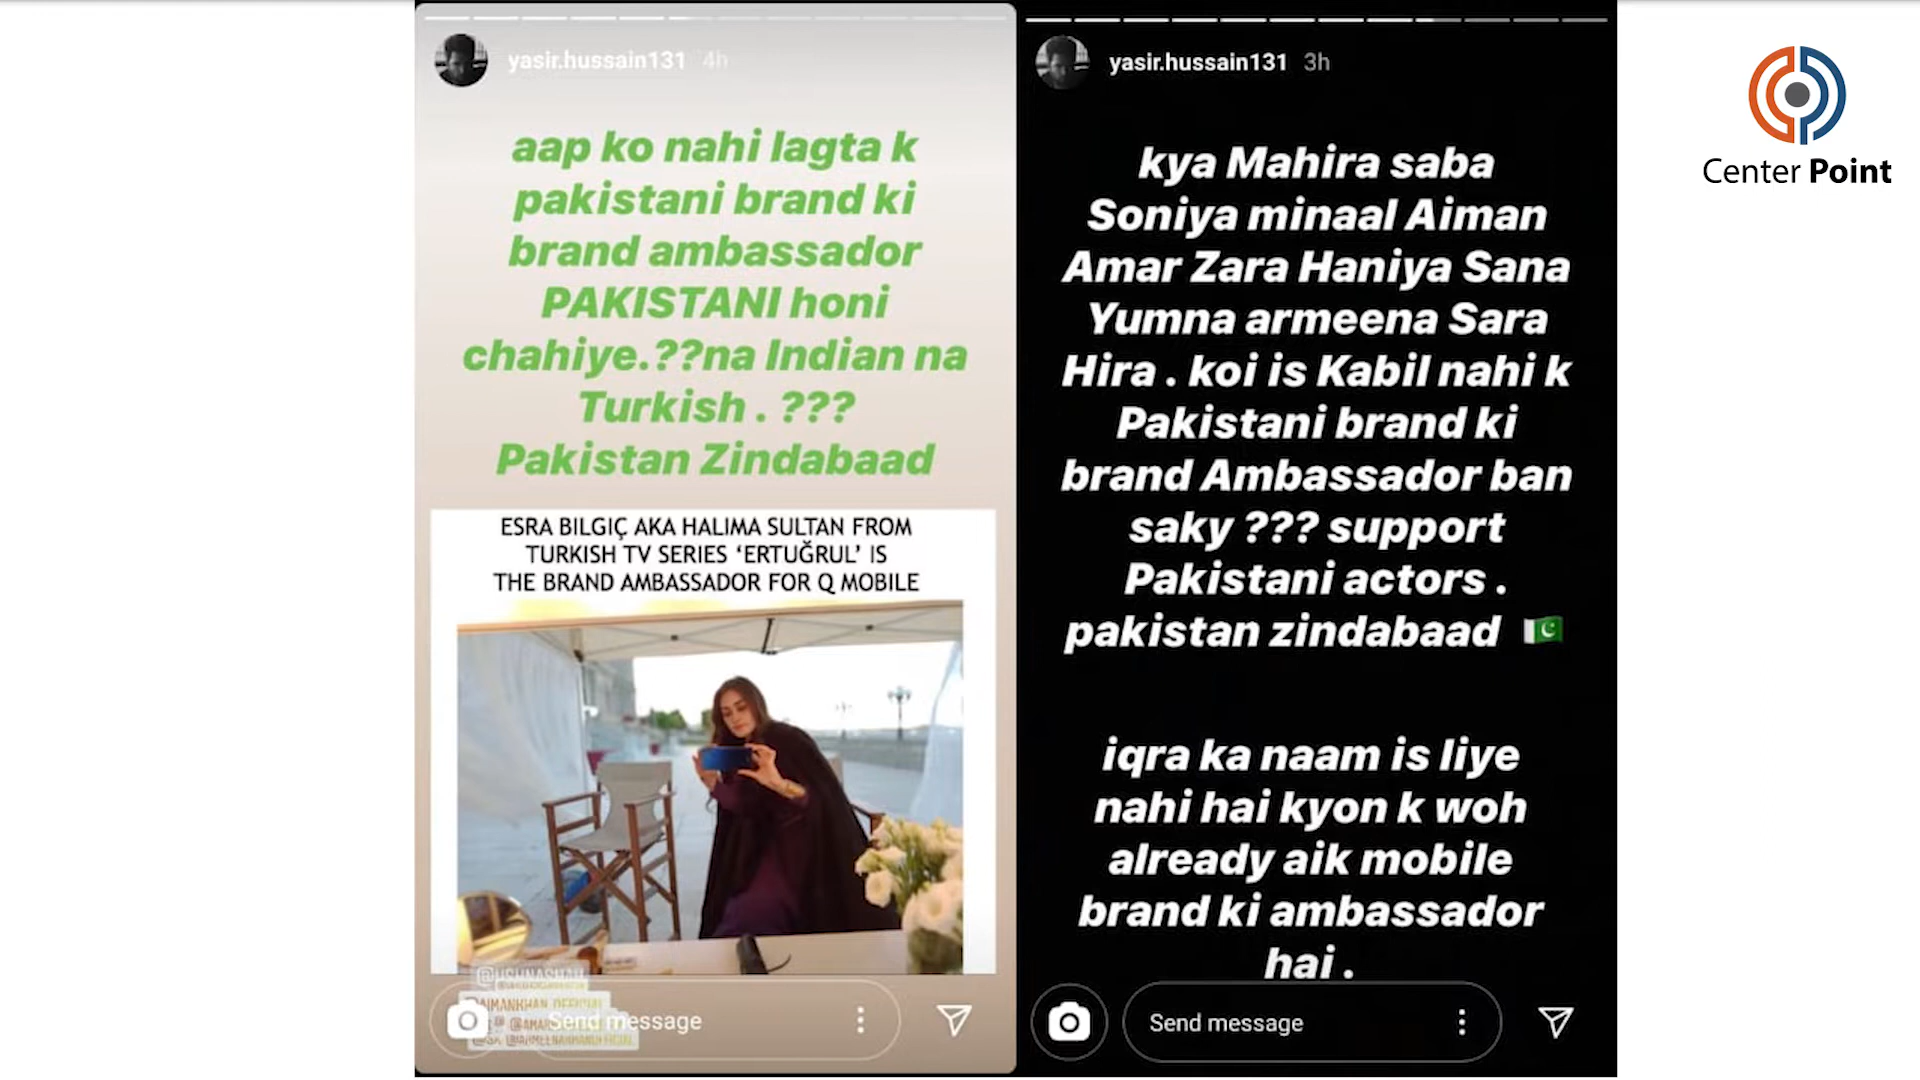 yasir.hussain131 4h
aap ko nahi lagta k
pakistani brand ki
brand ambassador
PAKISTANI honi
chahiye.??na Indian na
Turkish . ???
Pakistan Zindabaad
ESRA BILGIÇ AKA HALIMA SULTAN FROM
TURKISH TV SERIES ‘ERTUĞRUL’ IS
THE BRAND AMBASSADOR FOR Q MOBILE
@USHNASHAH
Send message
yasir.hussain131 3h
kya Mahira saba
Soniya minaal Aiman
Amar Zara Haniya Sana
Yumna armeena Sara
Hira . koi is Kabil nahi k
Pakistani brand ki
brand Ambassador ban
saky ??? support
Pakistani actors .
pakistan zindabaad
iqra ka naam is liye
nahi hai kyon k woh
already aik mobile
brand ki ambassador
hai .
Send message
Center Point